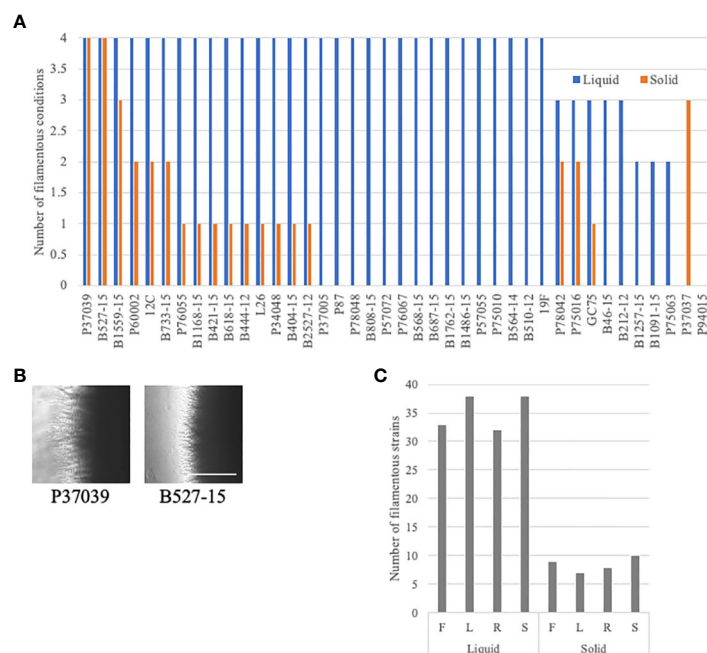 A
Number of filamentous conditions
4
3.5
3
2.5
2
1.5
1
0.5
0
Liquid Solid
P37039
B527-15
B1559-15
P60002
12C
B733-15
P76055
B1168-15
B421-15
B618-15
B444-12
L26
P34048
B404-15
B2527-12
P37005
P87
P78048
B808-15
P57072
P76067
B568-15
B687-15
B1762-15
B1486-15
P57055
P75010
B564-14
B510-12
19F
P78042
P75016
GC75
B46-15
B212-12
B1257-15
B1091-15
P75063
P37037
P94015
B
P37039 B527-15
C
Number of filamentous strains
40
35
30
25
20
15
10
5
0
F L R S F L R S
Liquid Solid